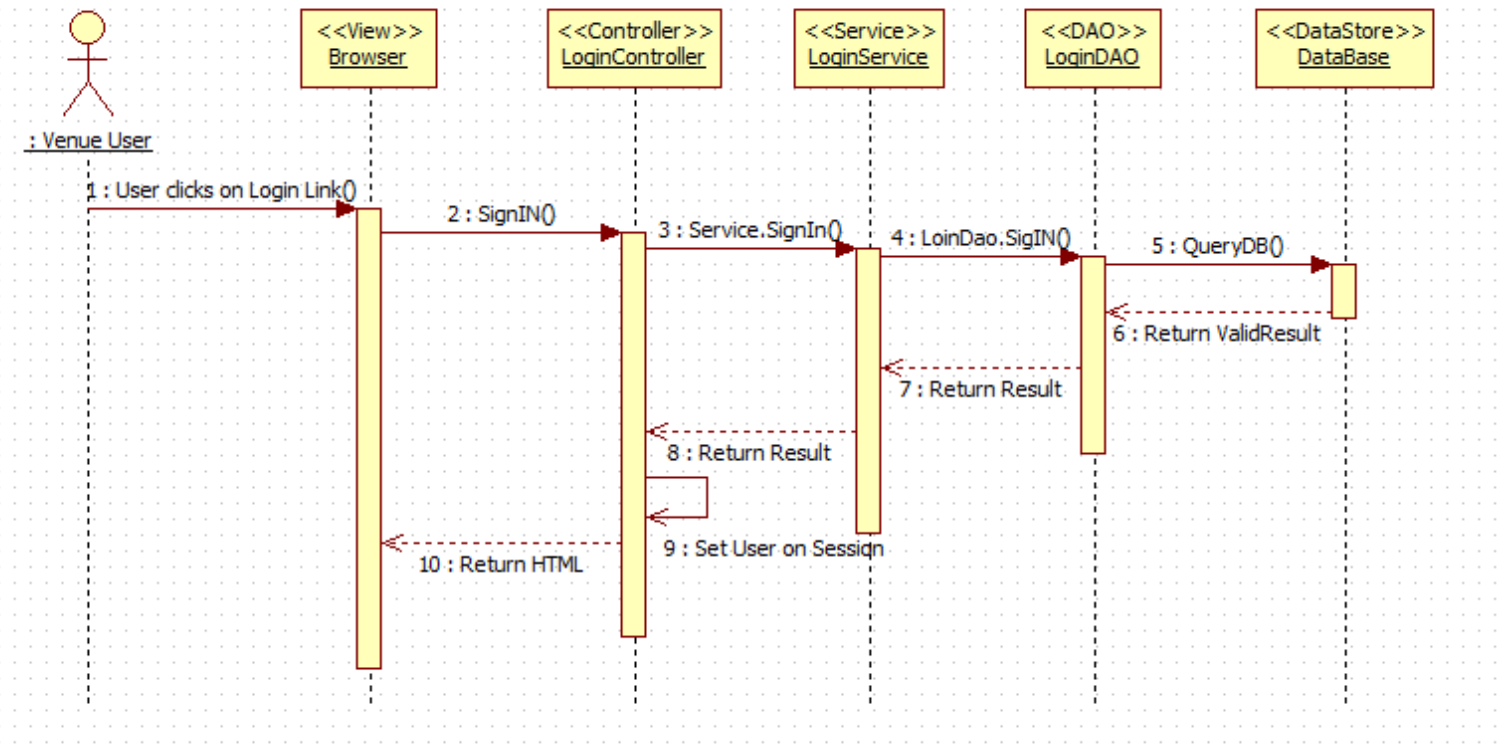 <<View>>
Browser
<<Controller>>
LoginController
<<Service>>
LoginService
<<DAO>>
LoginDAO
<<DataStore>>
DataBase
: Venue User
1 : User clicks on Login Link()
2 : SignIN()
3 : Service.SignIn()
4 : LoinDao.SigIN()
5 : QueryDB()
6 : Return ValidResult
7 : Return Result
8 : Return Result
9 : Set User on Session
10 : Return HTML